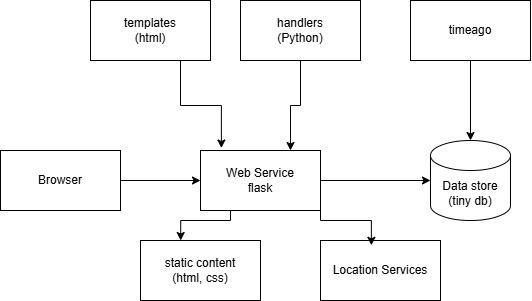 templates
(html)
handlers
(Python)
timeago
Browser
Web Service
flask
Data store
(tiny db)
static content
(html, css)
Location Services